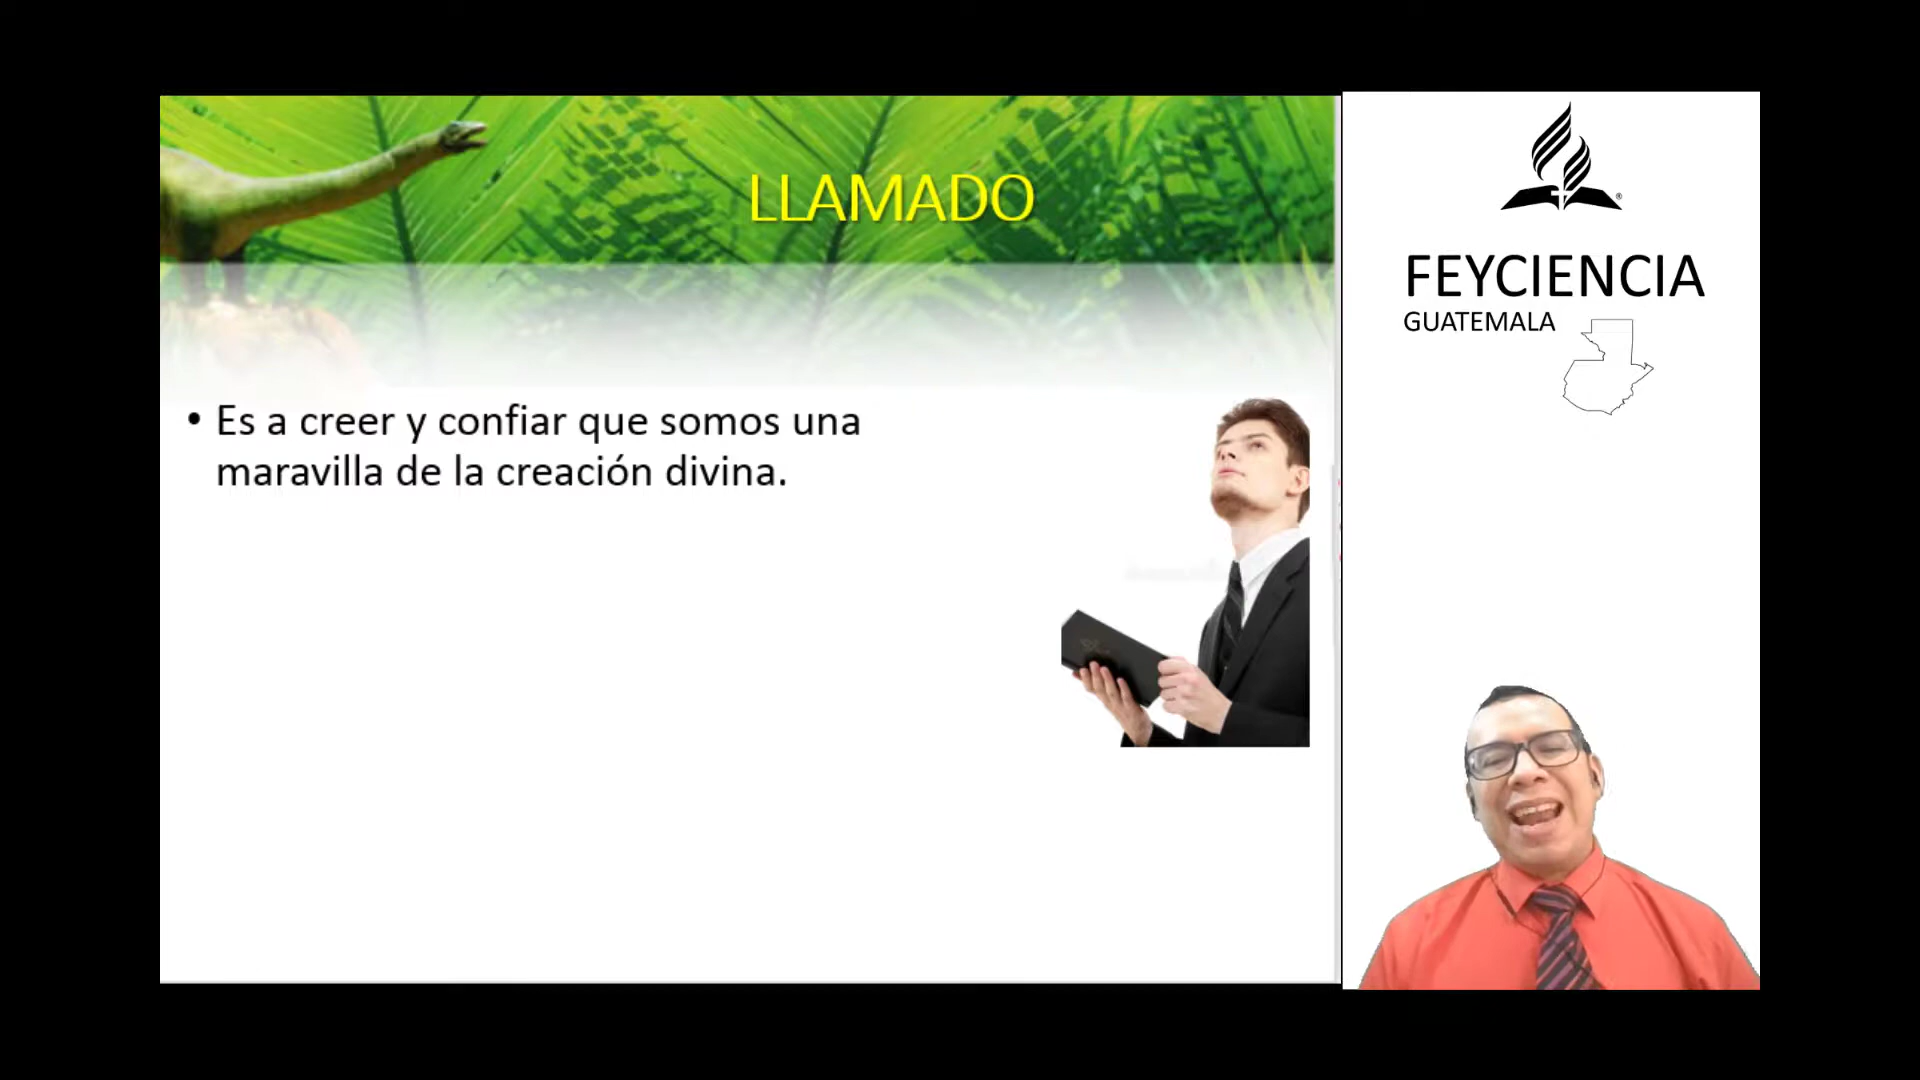 LLAMADO
• Es a creer y confiar que somos una
maravilla de la creación divina.
®
FEYCIENCIA
GUATEMALA